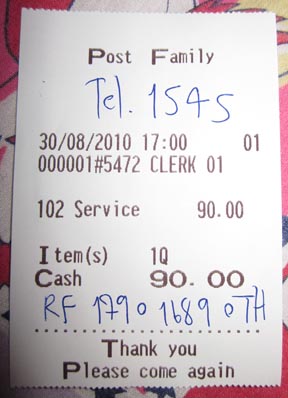 Post Family
Tel. 1545
30/08/2010 17:00 01
000001#5472 CLERK 01
102 Service 90.00
Item(s) 1Q
Cash 90.00
RF 1790 1689 0TH
Thank you
Please come again